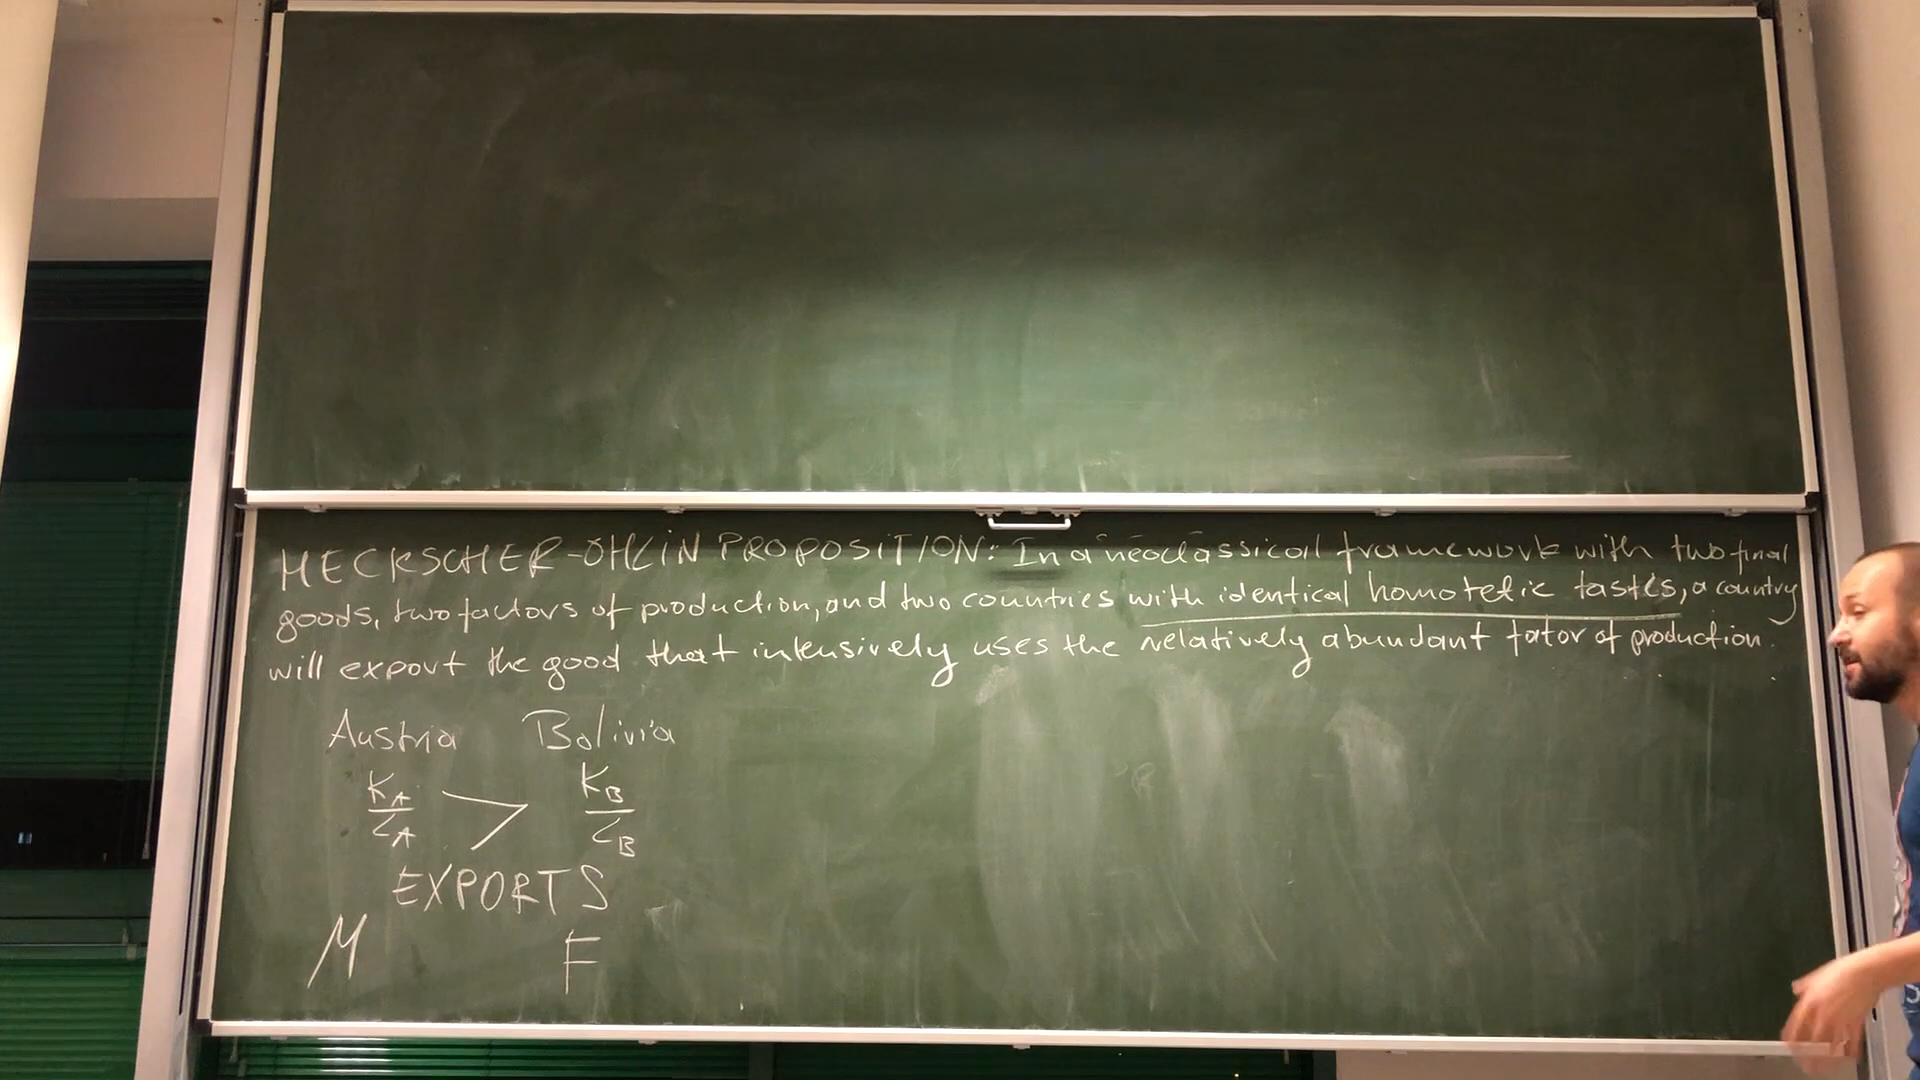 HECKSCHER-OHLIN PROPOSITION: In a neoclassical framework with two final
goods, two factors of production, and two countries with identical homotetic tastes, a country
will export the good that intensively uses the relatively abundant fator of production.
Austria Bolivia
K_A/L_A > K_B/L_B
EXPORTS
M F